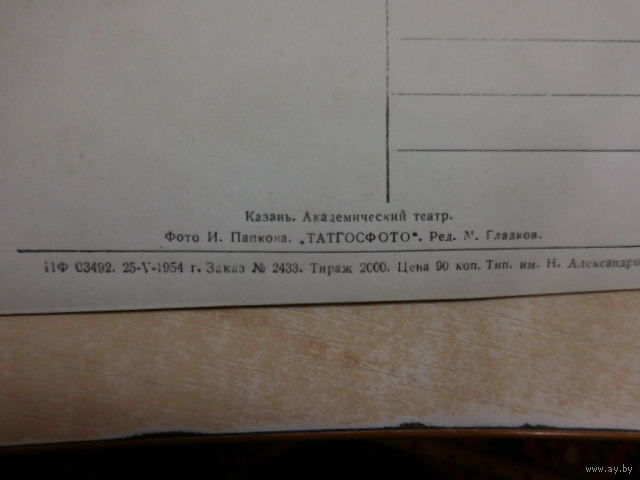 Казань. Академический театр.
Фото И. Папкова. „ТАТГОСФОТО“. Ред. М. Гладков.
ПФ 03492. 25-V-1954 г. Заказ № 2433. Тираж 2000. Цена 90 коп. Тип. им. Н. Александро
www.ay.by